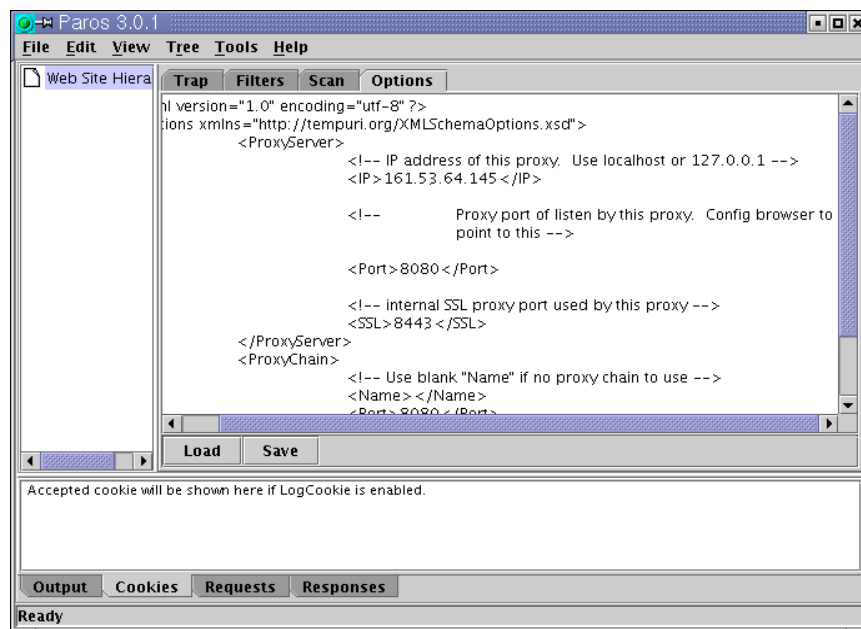 Paros 3.0.1
File Edit View Tree Tools Help
Web Site Hiera
Trap Filters Scan Options
nl version="1.0" encoding="utf-8" ?>
ions xmlns="http://tempuri.org/XMLSchemaOptions.xsd">
<ProxyServer>
<!-- IP address of this proxy. Use localhost or 127.0.0.1 -->
<IP>161.53.64.145</IP>
<!-- Proxy port of listen by this proxy. Config browser to
point to this -->
<Port>8080</Port>
<!-- internal SSL proxy port used by this proxy -->
<SSL>8443</SSL>
</ProxyServer>
<ProxyChain>
<!-- Use blank "Name" if no proxy chain to use -->
<Name></Name>
<Port>8080</Port>
Load Save
Accepted cookie will be shown here if LogCookie is enabled.
Output Cookies Requests Responses
Ready